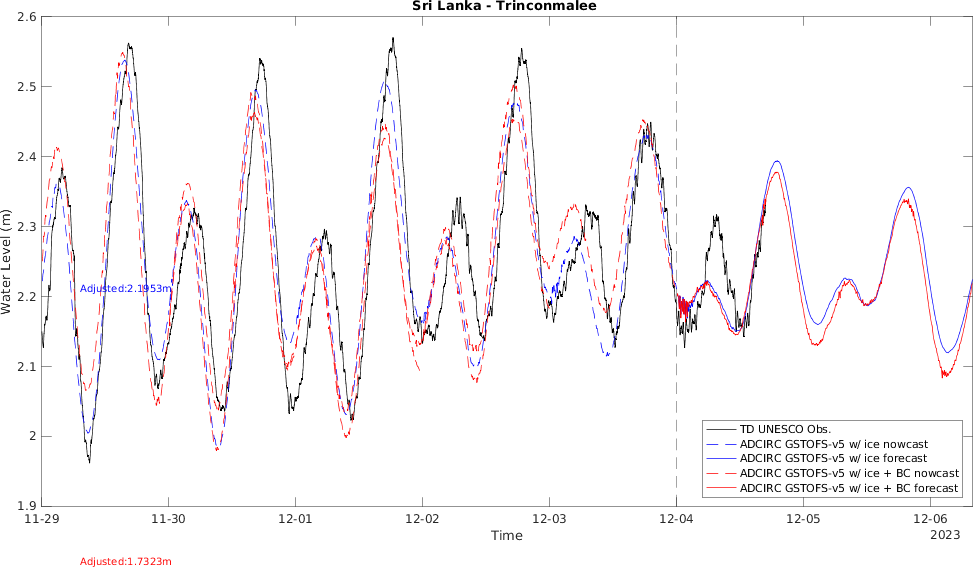 Sri Lanka - Trinconmalee
2.6
2.5
2.4
2.3
2.2
2.1
2
1.9
Water Level (m)
Adjusted:2.1953m
TD UNESCO Obs.
ADCIRC GSTOFS-v5 w/ ice nowcast
ADCIRC GSTOFS-v5 w/ ice forecast
ADCIRC GSTOFS-v5 w/ ice + BC nowcast
ADCIRC GSTOFS-v5 w/ ice + BC forecast
11-29 11-30 12-01 12-02 12-03 12-04 12-05 12-06
2023
Time
Adjusted:1.7323m